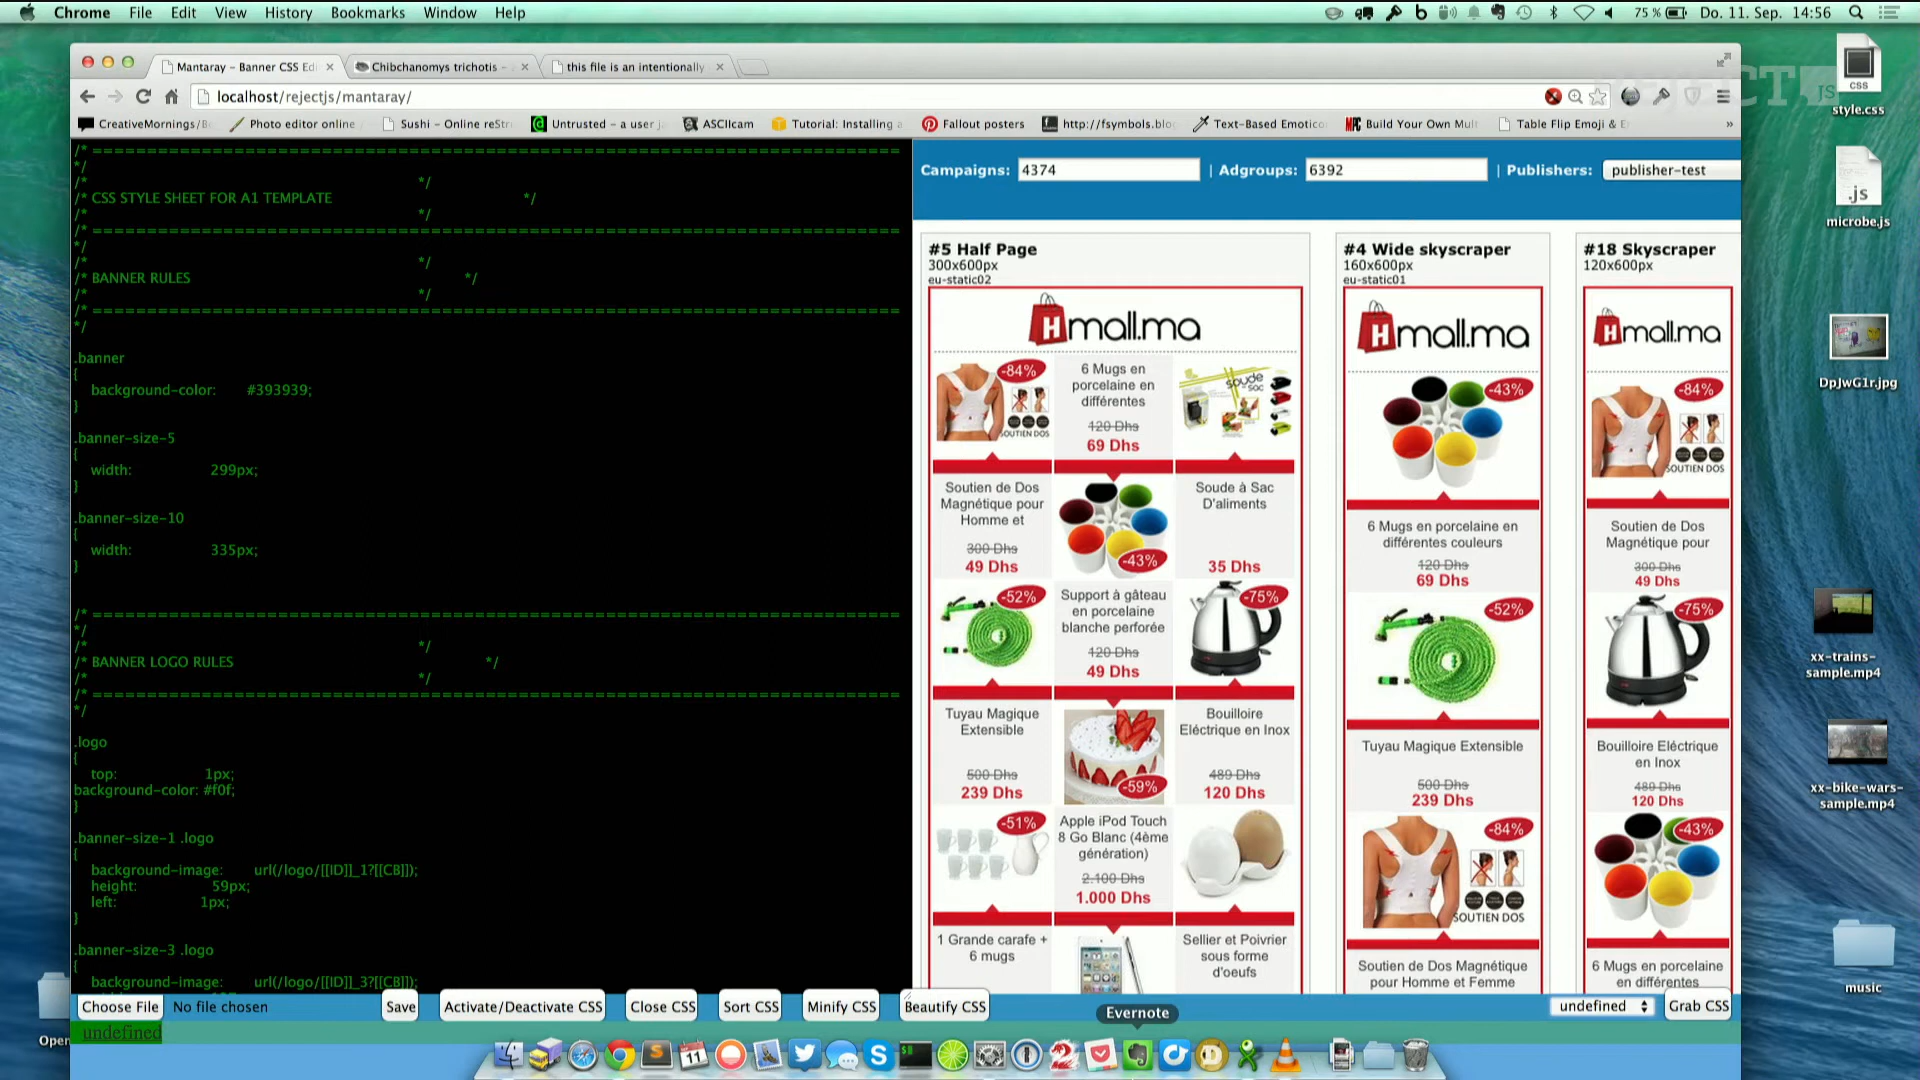 Chrome File Edit View History Bookmarks Window Help
75 % Do. 11. Sep. 14:56
Mantaray – Banner CSS Edi
Chibchanomys trichotis –
this file is an intentionally
localhost/rejectjs/mantaray/
CreativeMornings/B
Photo editor online
Sushi – Online reStr
Untrusted – a user ja
ASCIIcam
Tutorial: Installing a
Fallout posters
http://fsymbols.blo
Text-Based Emotico
Build Your Own Mult
Table Flip Emoji & E
»
/* ==========================================================================
*/
/* */
/* CSS STYLE SHEET FOR A1 TEMPLATE */
/* */
/* ==========================================================================
*/
/* */
/* BANNER RULES */
/* */
/* ==========================================================================
*/
.banner
{
background-color: #393939;
}
.banner-size-5
{
width: 299px;
}
.banner-size-10
{
width: 335px;
}
/* ==========================================================================
*/
/* */
/* BANNER LOGO RULES */
/* */
/* ==========================================================================
*/
.logo
{
top: 1px;
background-color: #f0f;
}
.banner-size-1 .logo
{
background-image: url(/logo/[[ID]]_1?[[CB]]);
height: 59px;
left: 1px;
}
.banner-size-3 .logo
{
background-image: url(/logo/[[ID]]_3?[[CB]]);
Campaigns: 4374 | Adgroups: 6392 | Publishers: publisher-test
#5 Half Page
300x600px
eu-static02
Hmall.ma
-84%
SOUTIEN DOS
6 Mugs en
porcelaine en
différentes
120 Dhs
69 Dhs
soude
sac
Soutien de Dos
Magnétique pour
Homme et
300 Dhs
49 Dhs
-43%
Soude à Sac
D'aliments
35 Dhs
-52%
Support à gâteau
en porcelaine
blanche perforée
120 Dhs
49 Dhs
-75%
Tuyau Magique
Extensible
500 Dhs
239 Dhs
-59%
Bouilloire
Eléctrique en Inox
489 Dhs
120 Dhs
-51%
Apple iPod Touch
8 Go Blanc (4ème
génération)
2.100 Dhs
1.000 Dhs
1 Grande carafe +
6 mugs
Sellier et Poivrier
sous forme
d'oeufs
#4 Wide skyscraper
160x600px
eu-static01
Hmall.ma
-43%
6 Mugs en porcelaine en
différentes couleurs
120 Dhs
69 Dhs
-52%
Tuyau Magique Extensible
500 Dhs
239 Dhs
-84%
SOUTIEN DOS
Soutien de Dos Magnétique
pour Homme et Femme
#18 Skyscraper
120x600px
Hmall.ma
-84%
SOUTIEN DOS
Soutien de Dos
Magnétique pour
300 Dhs
49 Dhs
-75%
Bouilloire Eléctrique
en Inox
489 Dhs
120 Dhs
-43%
6 Mugs en porcelaine
en différentes
Choose File No file chosen Save Activate/Deactivate CSS Close CSS Sort CSS Minify CSS Beautify CSS undefined Grab CSS
undefined
Evernote
CSS
style.css
.js
microbe.js
DpJwG1r.jpg
xx-trains-
sample.mp4
xx-bike-wars-
sample.mp4
music
Open
11